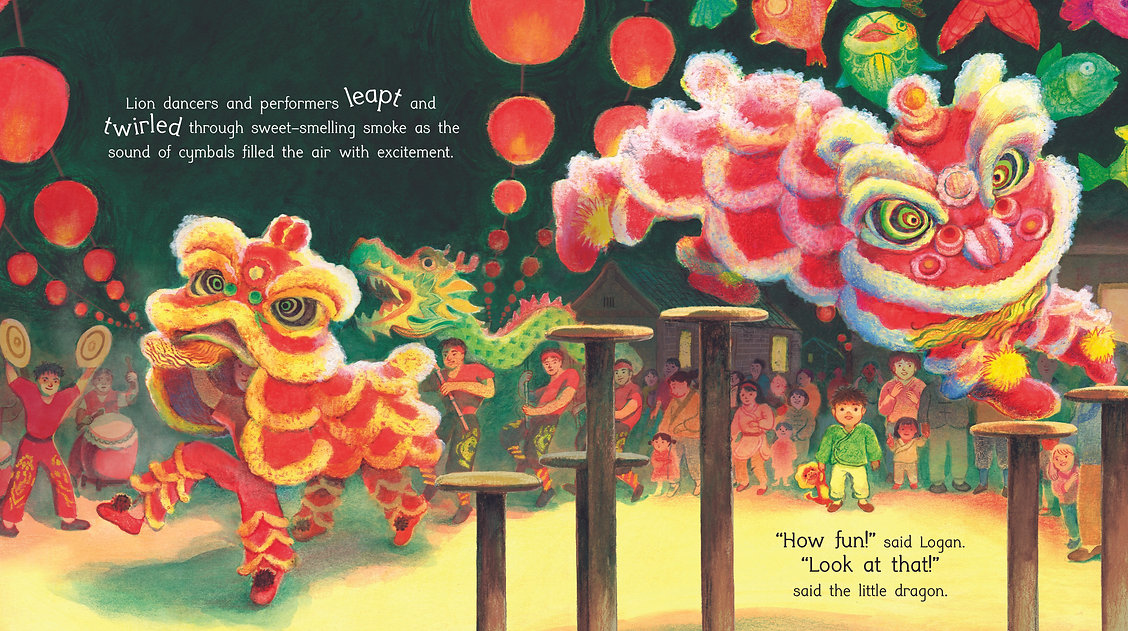 Lion dancers and performers leapt and
twirled through sweet-smelling smoke as the
sound of cymbals filled the air with excitement.
“How fun!” said Logan.
“Look at that!”
said the little dragon.